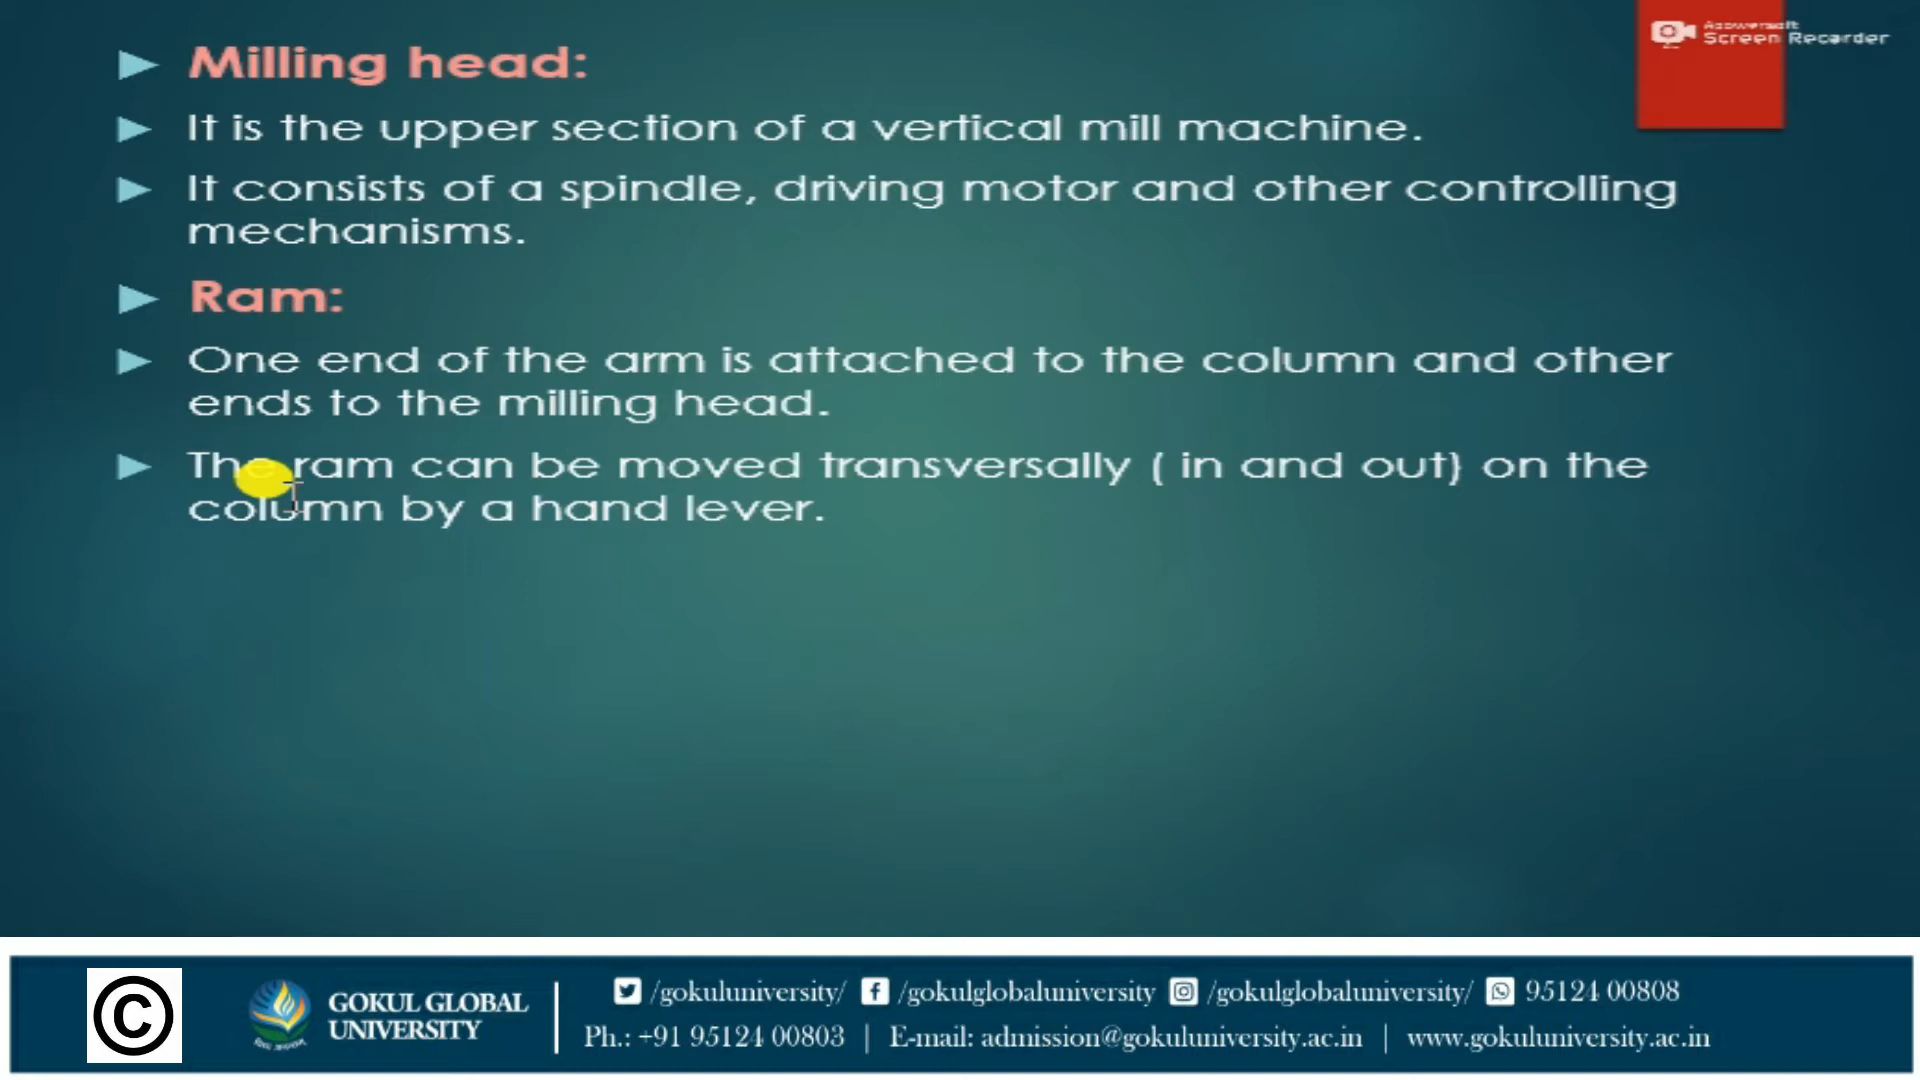 Apowersoft
Screen Recorder
Milling head:
It is the upper section of a vertical mill machine.
It consists of a spindle, driving motor and other controlling
mechanisms.
Ram:
One end of the arm is attached to the column and other
ends to the milling head.
The ram can be moved transversally ( in and out) on the
column by a hand lever.
©
GOKUL GLOBAL
UNIVERSITY
/gokuluniversity/ /gokulglobaluniversity /gokulglobaluniversity/ 95124 00808
Ph.: +91 95124 00803 | E-mail: admission@gokuluniversity.ac.in | www.gokuluniversity.ac.in